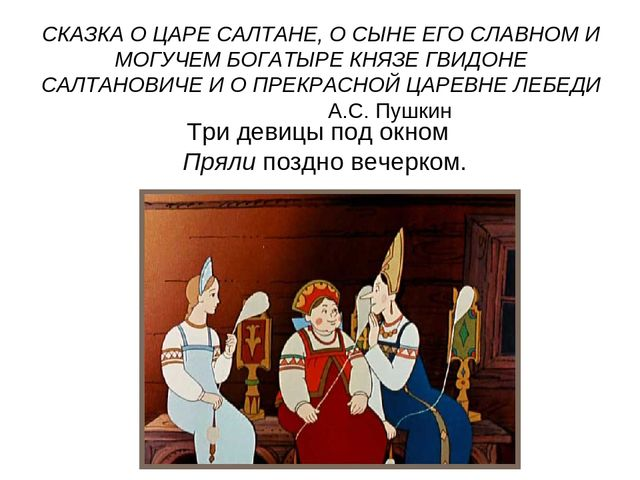 СКАЗКА О ЦАРЕ САЛТАНЕ, О СЫНЕ ЕГО СЛАВНОМ И
МОГУЧЕМ БОГАТЫРЕ КНЯЗЕ ГВИДОНЕ
САЛТАНОВИЧЕ И О ПРЕКРАСНОЙ ЦАРЕВНЕ ЛЕБЕДИ
А.С. Пушкин
Три девицы под окном
Пряли поздно вечерком.